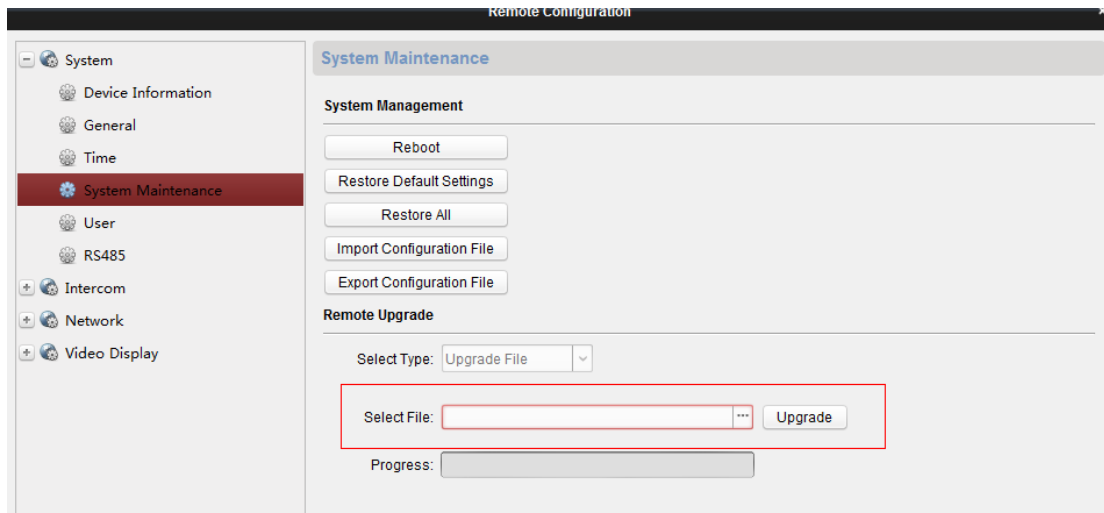 Remote Configuration
System
Device Information
General
Time
System Maintenance
User
RS485
Intercom
Network
Video Display
System Maintenance
System Management
Reboot
Restore Default Settings
Restore All
Import Configuration File
Export Configuration File
Remote Upgrade
Select Type: Upgrade File
Select File: ... Upgrade
Progress: